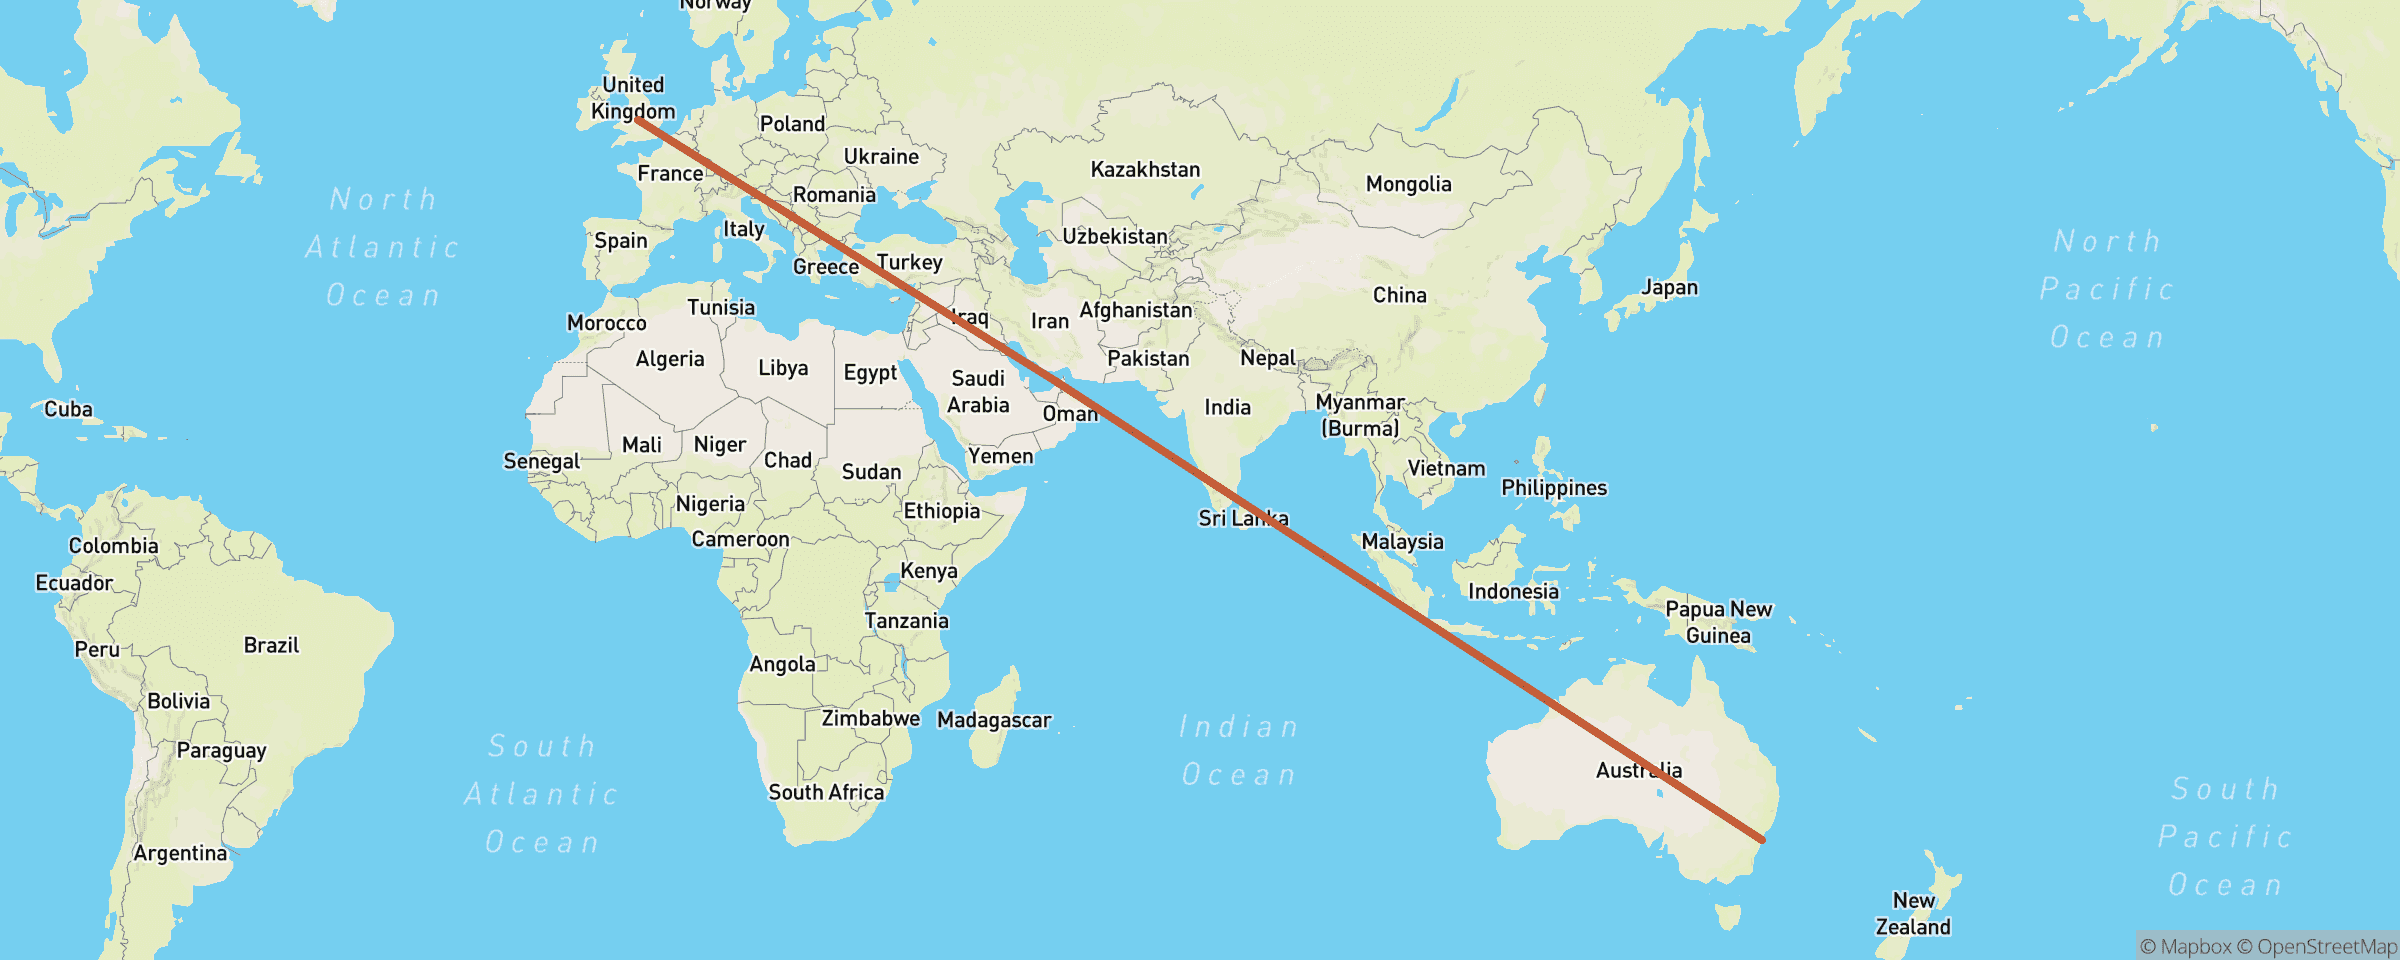 Norway
United
Kingdom
Poland
Ukraine
France
Romania
Kazakhstan
Mongolia
North
Atlantic
Ocean
Spain
Italy
Greece
Turkey
Uzbekistan
North
Pacific
Ocean
Tunisia
Morocco
Iraq
Iran
Afghanistan
China
Japan
Algeria
Libya
Egypt
Saudi
Arabia
Pakistan
Nepal
Cuba
Oman
India
Myanmar
(Burma)
Mali
Niger
Chad
Sudan
Yemen
Senegal
Vietnam
Philippines
Nigeria
Ethiopia
Sri Lanka
Cameroon
Malaysia
Colombia
Ecuador
Kenya
Indonesia
Tanzania
Papua New
Guinea
Peru
Brazil
Angola
Bolivia
Zimbabwe
Madagascar
Indian
Ocean
Paraguay
South
Atlantic
Ocean
South Africa
Australia
South
Pacific
Ocean
Argentina
New
Zealand
© Mapbox © OpenStreetMap